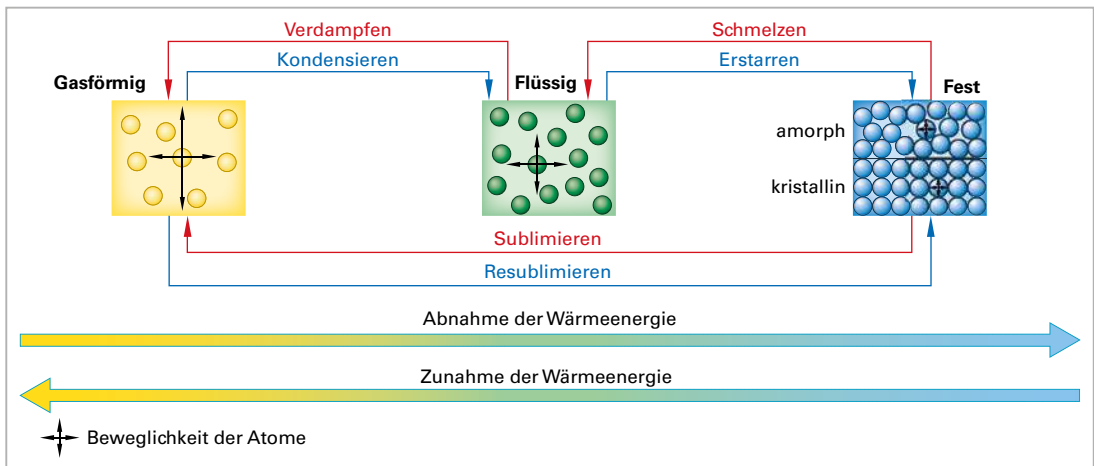 Verdampfen
Schmelzen
Kondensieren
Erstarren
Gasförmig
Flüssig
Fest
amorph
kristallin
Sublimieren
Resublimieren
Abnahme der Wärmeenergie
Zunahme der Wärmeenergie
Beweglichkeit der Atome